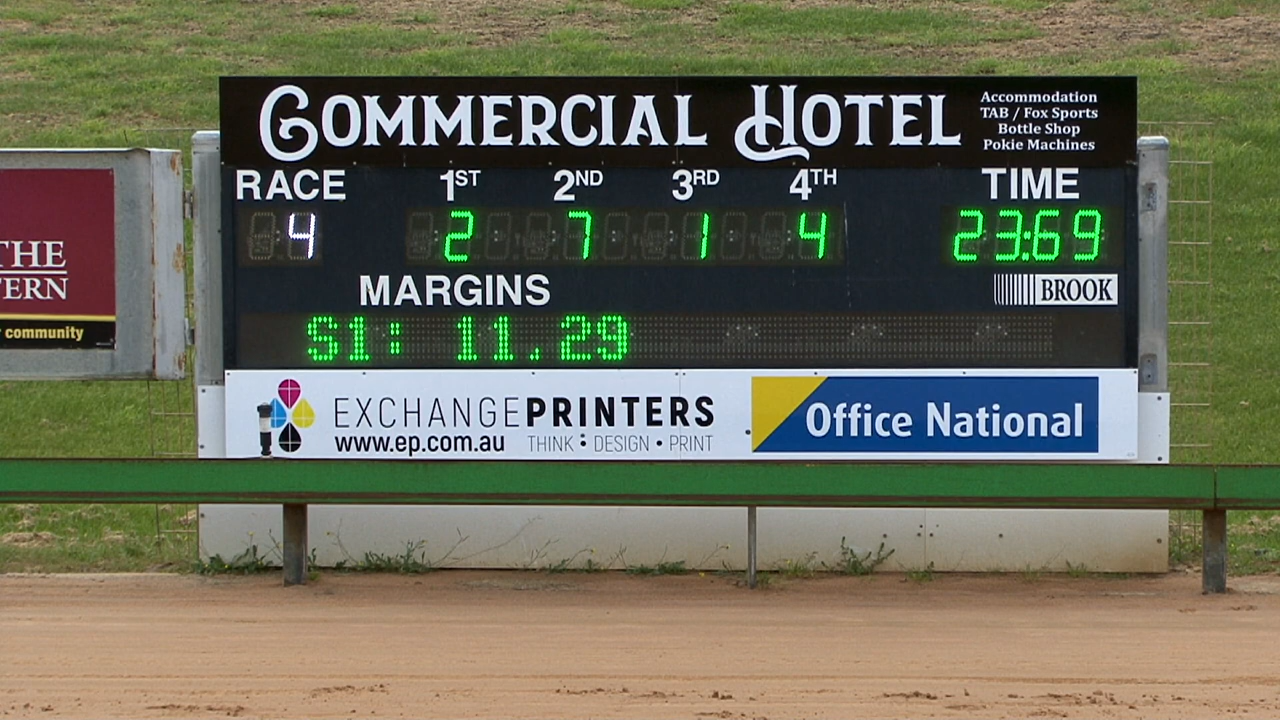 COMMERCIAL HOTEL
Accommodation
TAB / Fox Sports
Bottle Shop
Pokie Machines
RACE 1ST 2ND 3RD 4TH TIME
4 2 7 1 4 23:69
MARGINS
BROOK
S1: 11.29
THE
ERN
community
EXCHANGEPRINTERS
www.ep.com.au THINK • DESIGN • PRINT
Office National